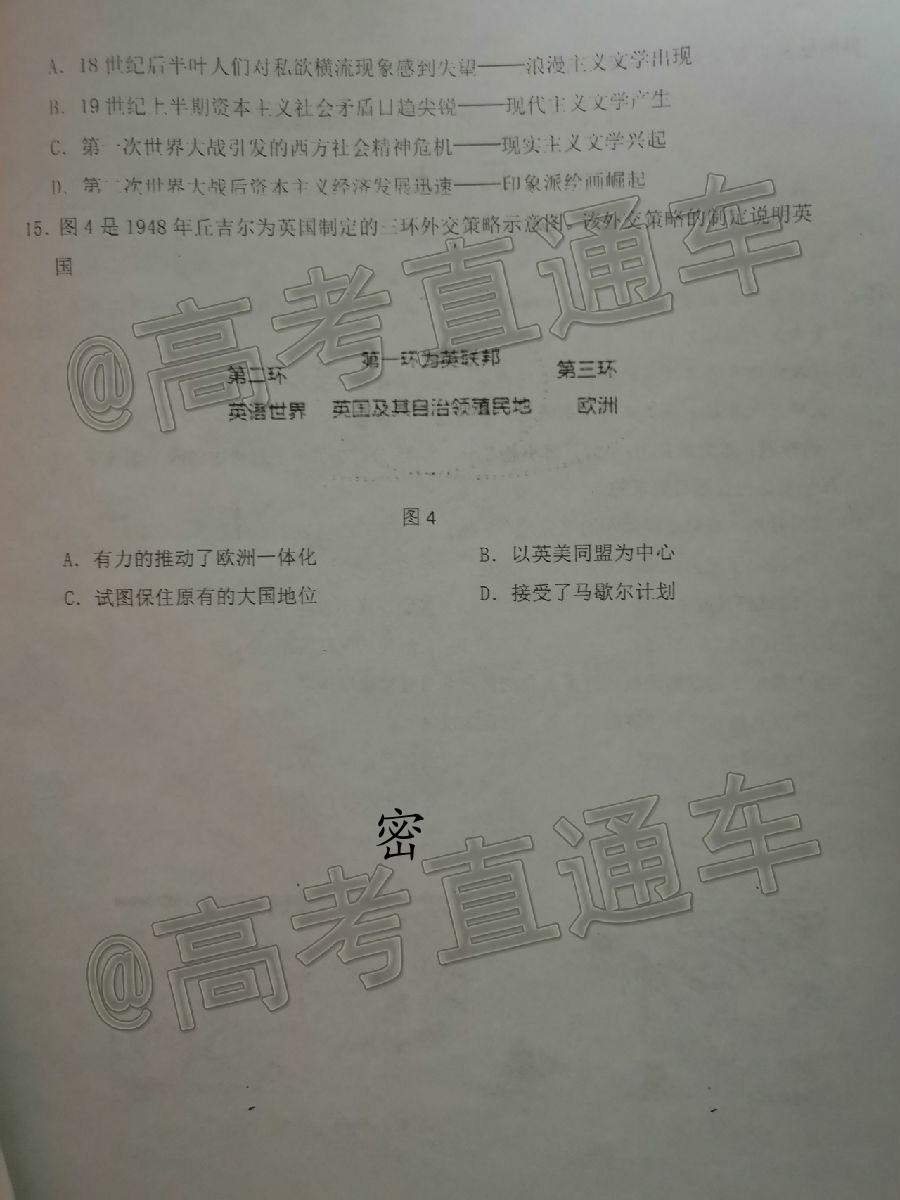 A. 18世纪后半叶人们对私欲横流现象感到失望——浪漫主义文学出现
B. 19世纪上半期资本主义社会矛盾日趋尖锐——现代主义文学产生
C. 第一次世界大战引发的西方社会精神危机——现实主义文学兴起
D. 第二次世界大战后资本主义经济发展迅速——印象派绘画崛起
15. 图4是1948年丘吉尔为英国制定的三环外交策略示意图。该外交策略的制定说明英
国
@高考直通车
第二环 第一环为英联邦 第三环
英语世界 英国及其自治领殖民地 欧洲
图4
A. 有力的推动了欧洲一体化 B. 以英美同盟为中心
C. 试图保住原有的大国地位 D. 接受了马歇尔计划
密
@高考直通车